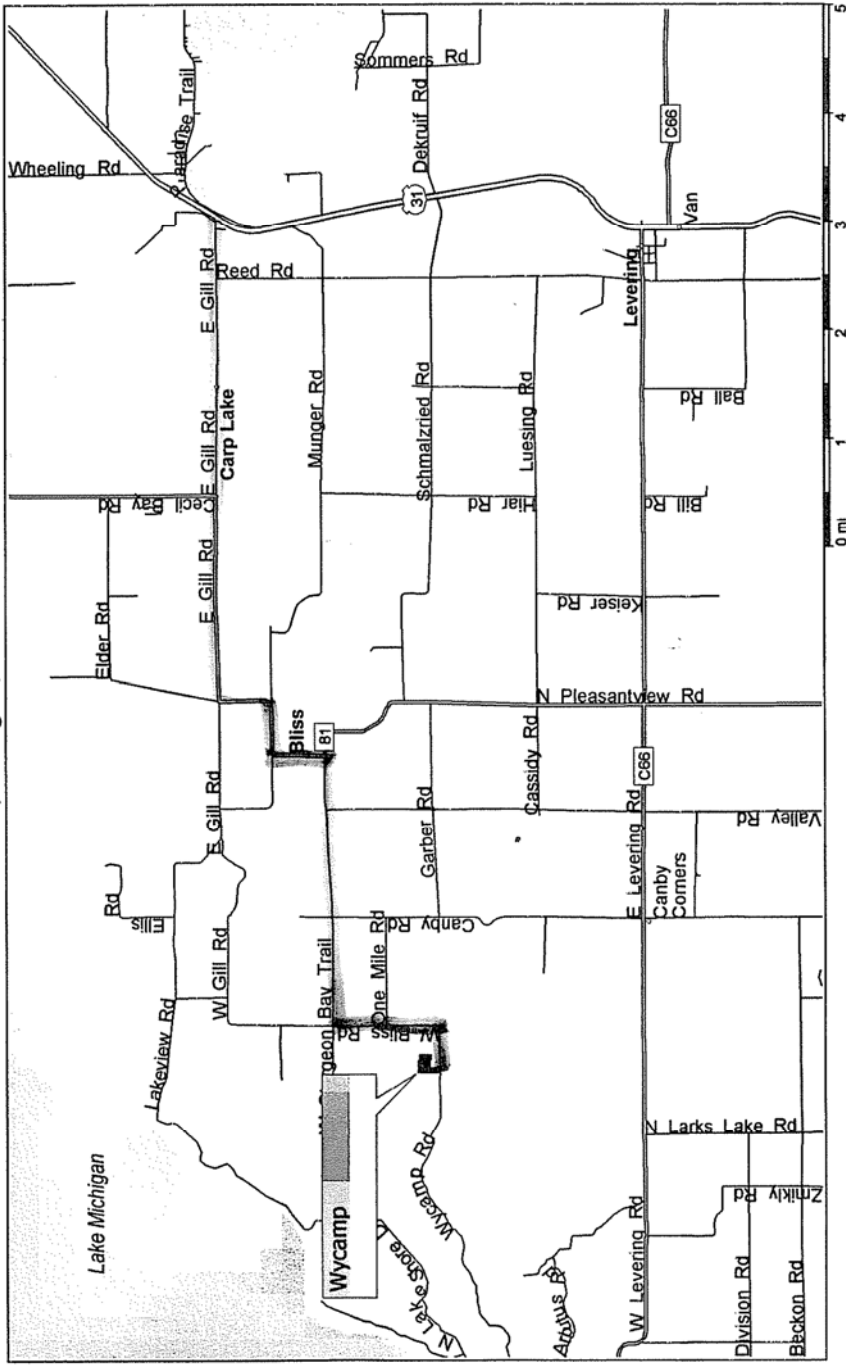 Wheeling Rd
Paradise Trail
Sommers Rd
Dekruif Rd
31
C66
Van
Levering
Reed Rd
E Gill Rd
E Gill Rd
E Gill Rd
Carp Lake
Munger Rd
Schmalzried Rd
Luesing Rd
Ball Rd
Cecil Bay Rd
Hiar Rd
Bill Rd
Elder Rd
Keiser Rd
N Pleasantview Rd
Bliss
81
Cassidy Rd
C66
E Gill Rd
Garber Rd
E Levering Rd
Valley Rd
Canby Corners
Ellis Rd
Canby Rd
W Gill Rd
One Mile Rd
W Bliss Rd
geon Bay Trail
Lakeview Rd
Lake Michigan
Wycamp
Wycamp Rd
N Lake Shore D
N Larks Lake Rd
Zmikly Rd
W Levering Rd
Arbutus Rd
Division Rd
Beckon Rd
0 mi
1
2
3
4
5